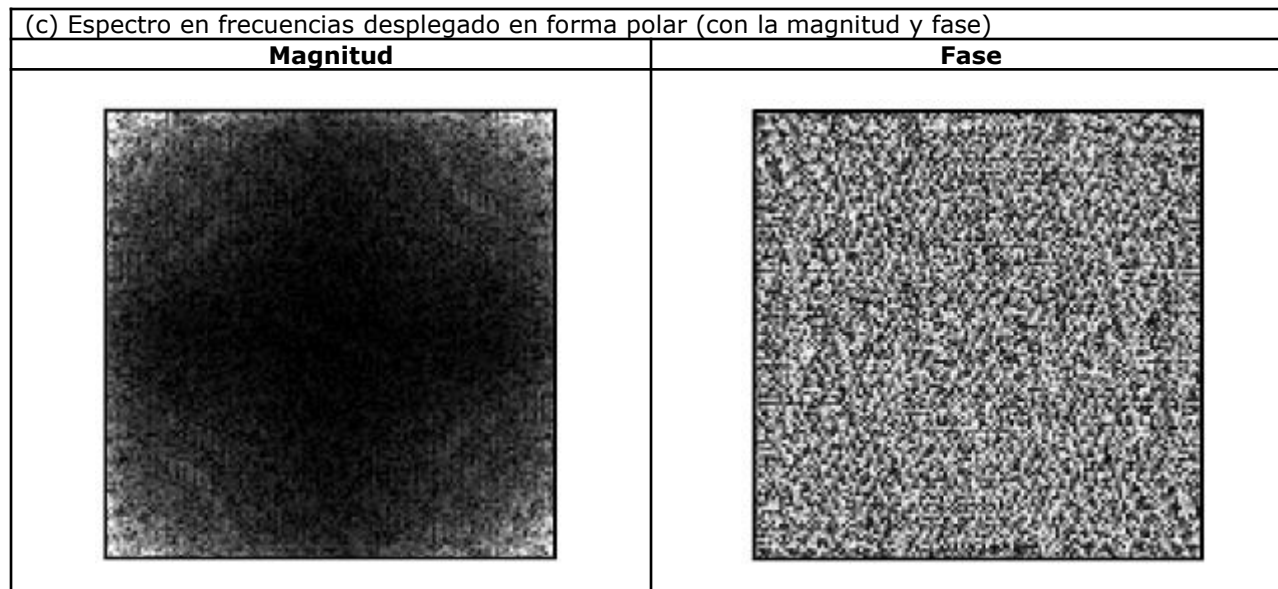 (c) Espectro en frecuencias desplegado en forma polar (con la magnitud y fase)
Magnitud
Fase